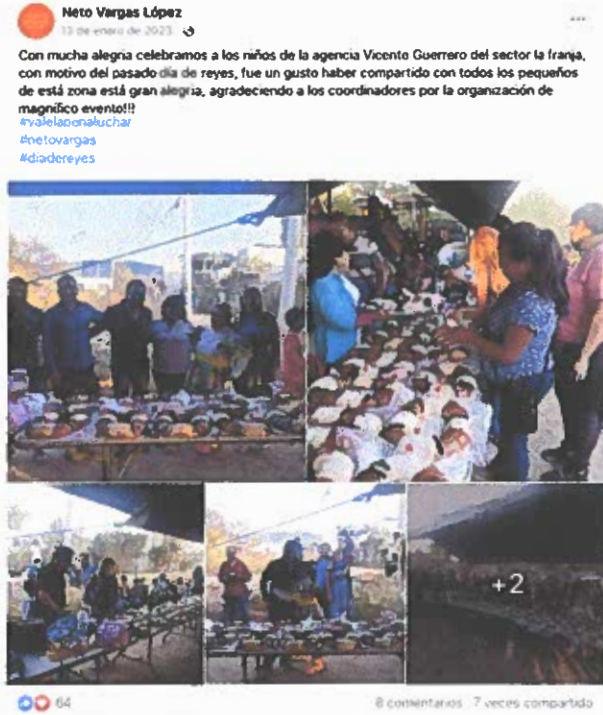 Neto Vargas López
13 de enero de 2023
Con mucha alegria celebramos a los niños de la agencia Vicente Guerrero del sector la franja,
con motivo del pasado día de reyes, fue un gusto haber compartido con todos los pequeños
de está zona está gran alegria, agradeciendo a los coordinadores por la organización de
magnífico evento!!!
#valelapenaluchar
#netovargas
#diadereyes
+2
64
8 comentarios 7 veces compartido